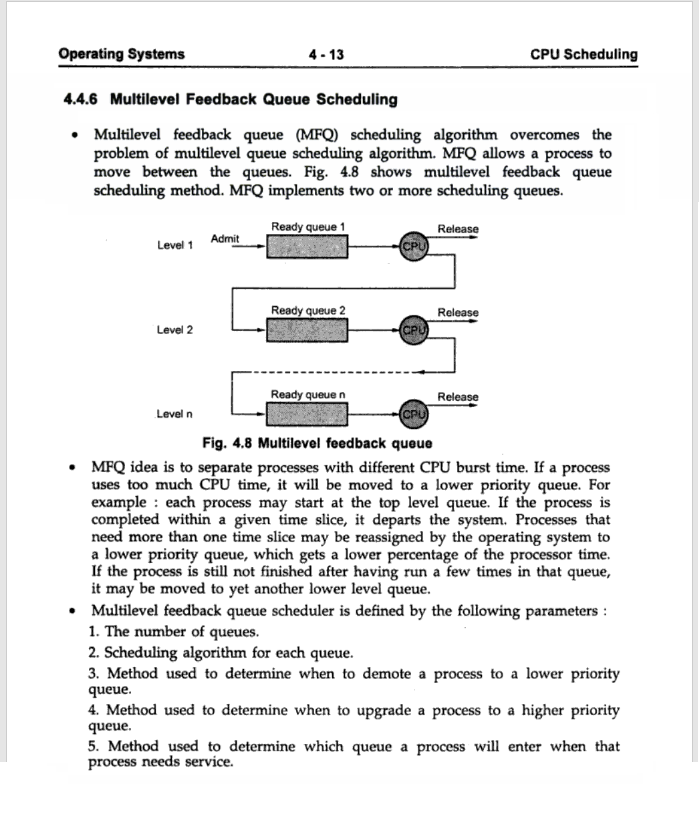 Operating Systems 4 - 13 CPU Scheduling
4.4.6 Multilevel Feedback Queue Scheduling
• Multilevel feedback queue (MFQ) scheduling algorithm overcomes the
problem of multilevel queue scheduling algorithm. MFQ allows a process to
move between the queues. Fig. 4.8 shows multilevel feedback queue
scheduling method. MFQ implements two or more scheduling queues.
Ready queue 1 Release
Level 1 Admit CPU
Ready queue 2 Release
Level 2 CPU
Ready queue n Release
Level n CPU
Fig. 4.8 Multilevel feedback queue
• MFQ idea is to separate processes with different CPU burst time. If a process
uses too much CPU time, it will be moved to a lower priority queue. For
example : each process may start at the top level queue. If the process is
completed within a given time slice, it departs the system. Processes that
need more than one time slice may be reassigned by the operating system to
a lower priority queue, which gets a lower percentage of the processor time.
If the process is still not finished after having run a few times in that queue,
it may be moved to yet another lower level queue.
• Multilevel feedback queue scheduler is defined by the following parameters :
1. The number of queues.
2. Scheduling algorithm for each queue.
3. Method used to determine when to demote a process to a lower priority
queue.
4. Method used to determine when to upgrade a process to a higher priority
queue.
5. Method used to determine which queue a process will enter when that
process needs service.